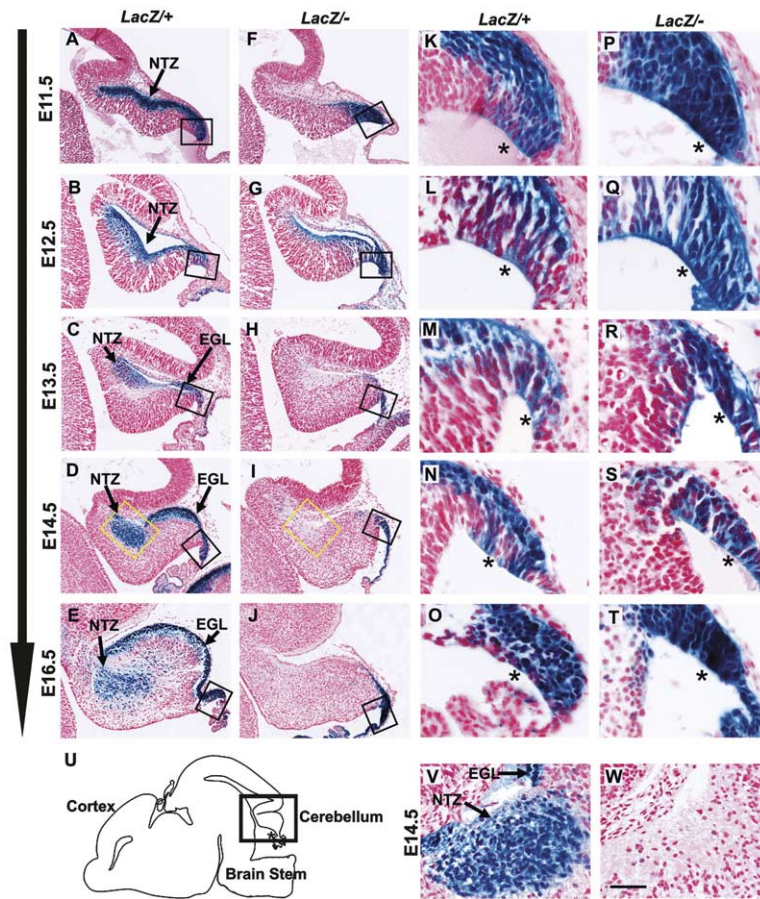 LacZ/+ LacZ/- LacZ/+ LacZ/-
E11.5
A NTZ
F
K
P
*
*
E12.5
B NTZ
G
L
Q
*
*
E13.5
C NTZ EGL
H
M
R
*
*
E14.5
D NTZ EGL
I
N
S
*
*
E16.5
E NTZ EGL
J
O
T
*
*
U
Cortex
Cerebellum
Brain Stem
E14.5
V EGL
NTZ
W